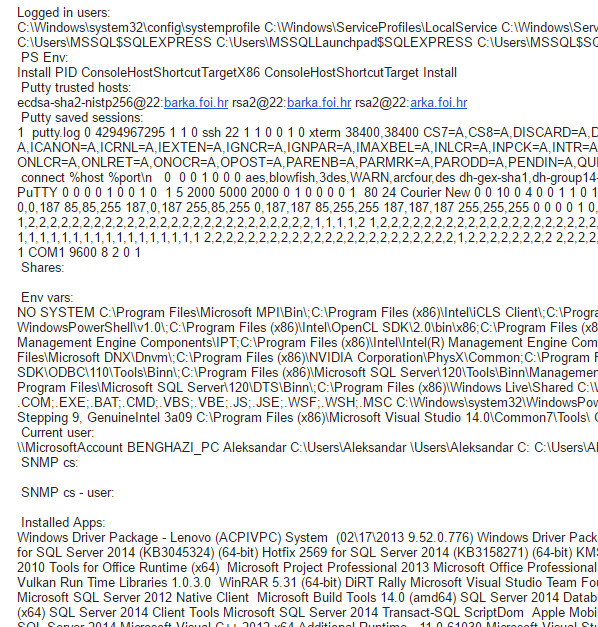 Logged in users:
C:\Windows\system32\config\systemprofile C:\Windows\ServiceProfiles\LocalService C:\Windows\Serv
C:\Users\MSSQL$SQLEXPRESS C:\Users\MSSQLLaunchpad$SQLEXPRESS C:\Users\MSSQL$SQ
PS Env:
Install PID ConsoleHostShortcutTargetX86 ConsoleHostShortcutTarget Install
Putty trusted hosts:
ecdsa-sha2-nistp256@22:barka.foi.hr rsa2@22:barka.foi.hr rsa2@22:arka.foi.hr
Putty saved sessions:
1 putty.log 0 4294967295 1 1 0 ssh 22 1 1 0 0 1 0 xterm 38400,38400 CS7=A,CS8=A,DISCARD=A,D
A,ICANON=A,ICRNL=A,IEXTEN=A,IGNCR=A,IGNPAR=A,IMAXBEL=A,INLCR=A,INPCK=A,INTR=A
ONLCR=A,ONLRET=A,ONOCR=A,OPOST=A,PARENB=A,PARMRK=A,PARODD=A,PENDIN=A,QUI
connect %host %port\n 0 0 0 1 0 0 0 aes,blowfish,3des,WARN,arcfour,des dh-gex-sha1,dh-group14-
PuTTY 0 0 0 0 1 0 0 1 0 1 5 2000 5000 2000 0 1 0 0 0 0 1 80 24 Courier New 0 0 10 0 4 0 0 1 1 0 1
0,0,187 85,85,255 187,0,187 255,85,255 0,187,187 85,255,255 187,187,187 255,255,255 0 0 0 0 1 0,
1,2,2,2,2,2,2,2,2,2,2,2,2,2,2,2,2,2,2,2,2,2,2,2,2,1,1,1,1,2 1,2,2,2,2,2,2,2,2,2,2,2,2,2,2,2,2,2,2
1,1,1,1,1,1,1,1,1,1,1,1,1,1,1,1 2,2,2,2,2,2,2,2,2,2,2,2,2,2,2,2,2,2,2,2,2,1,2,2,2,2,2,2,2,2 2,2,2,2
1 COM1 9600 8 2 0 1
Shares:
Env vars:
NO SYSTEM C:\Program Files\Microsoft MPI\Bin\;C:\Program Files (x86)\Intel\iCLS Client\;C:\Progra
WindowsPowerShell\v1.0\;C:\Program Files (x86)\Intel\OpenCL SDK\2.0\bin\x86;C:\Program Files (x8
Management Engine Components\IPT;C:\Program Files (x86)\Intel\Intel(R) Management Engine Com
Files\Microsoft DNX\Dnvm\;C:\Program Files (x86)\NVIDIA Corporation\PhysX\Common;C:\Program F
SDK\ODBC\110\Tools\Binn\;C:\Program Files (x86)\Microsoft SQL Server\120\Tools\Binn\Managemen
Program Files\Microsoft SQL Server\120\DTS\Binn\;C:\Program Files (x86)\Windows Live\Shared C:\W
.COM;.EXE;.BAT;.CMD;.VBS;.VBE;.JS;.JSE;.WSF;.WSH;.MSC C:\Windows\system32\WindowsPow
Stepping 9, GenuineIntel 3a09 C:\Program Files (x86)\Microsoft Visual Studio 14.0\Common7\Tools\
Current user:
\\MicrosoftAccount BENGHAZI_PC Aleksandar C:\Users\Aleksandar \Users\Aleksandar C: C:\Users\Al
SNMP cs:
SNMP cs - user:
Installed Apps:
Windows Driver Package - Lenovo (ACPIVPC) System (02\17\2013 9.52.0.776) Windows Driver Pack
for SQL Server 2014 (KB3045324) (64-bit) Hotfix 2569 for SQL Server 2014 (KB3158271) (64-bit) KMS
2010 Tools for Office Runtime (x64) Microsoft Project Professional 2013 Microsoft Office Professional
Vulkan Run Time Libraries 1.0.3.0 WinRAR 5.31 (64-bit) DiRT Rally Microsoft Visual Studio Team Fou
Microsoft SQL Server 2012 Native Client Microsoft Build Tools 14.0 (amd64) SQL Server 2014 Datab
(x64) SQL Server 2014 Client Tools Microsoft SQL Server 2014 Transact-SQL ScriptDom Apple Mobi
SQL Server 2014 Microsoft Visual C++ 2012 x64 Additional Runtime - 11.0.61030 Microsoft Visual Stu